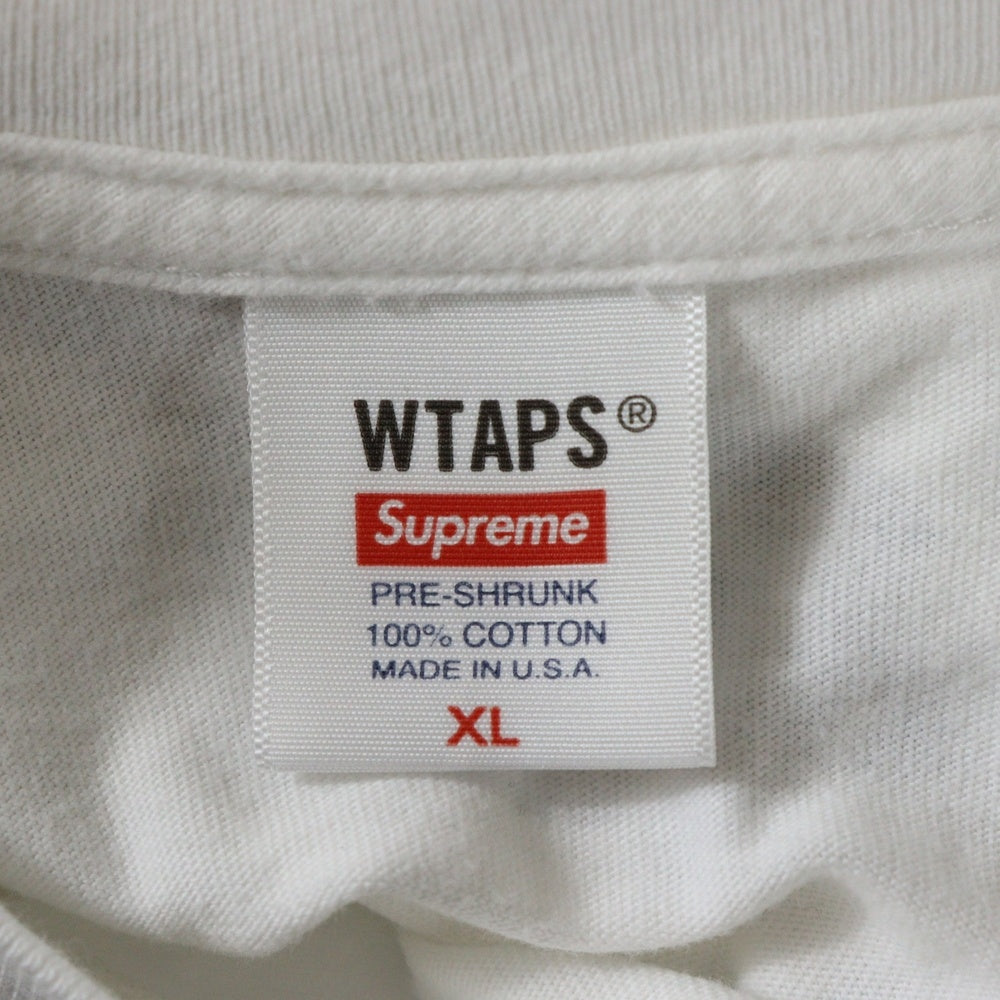 WTAPS®
Supreme
PRE-SHRUNK
100% COTTON
MADE IN U.S.A.
XL